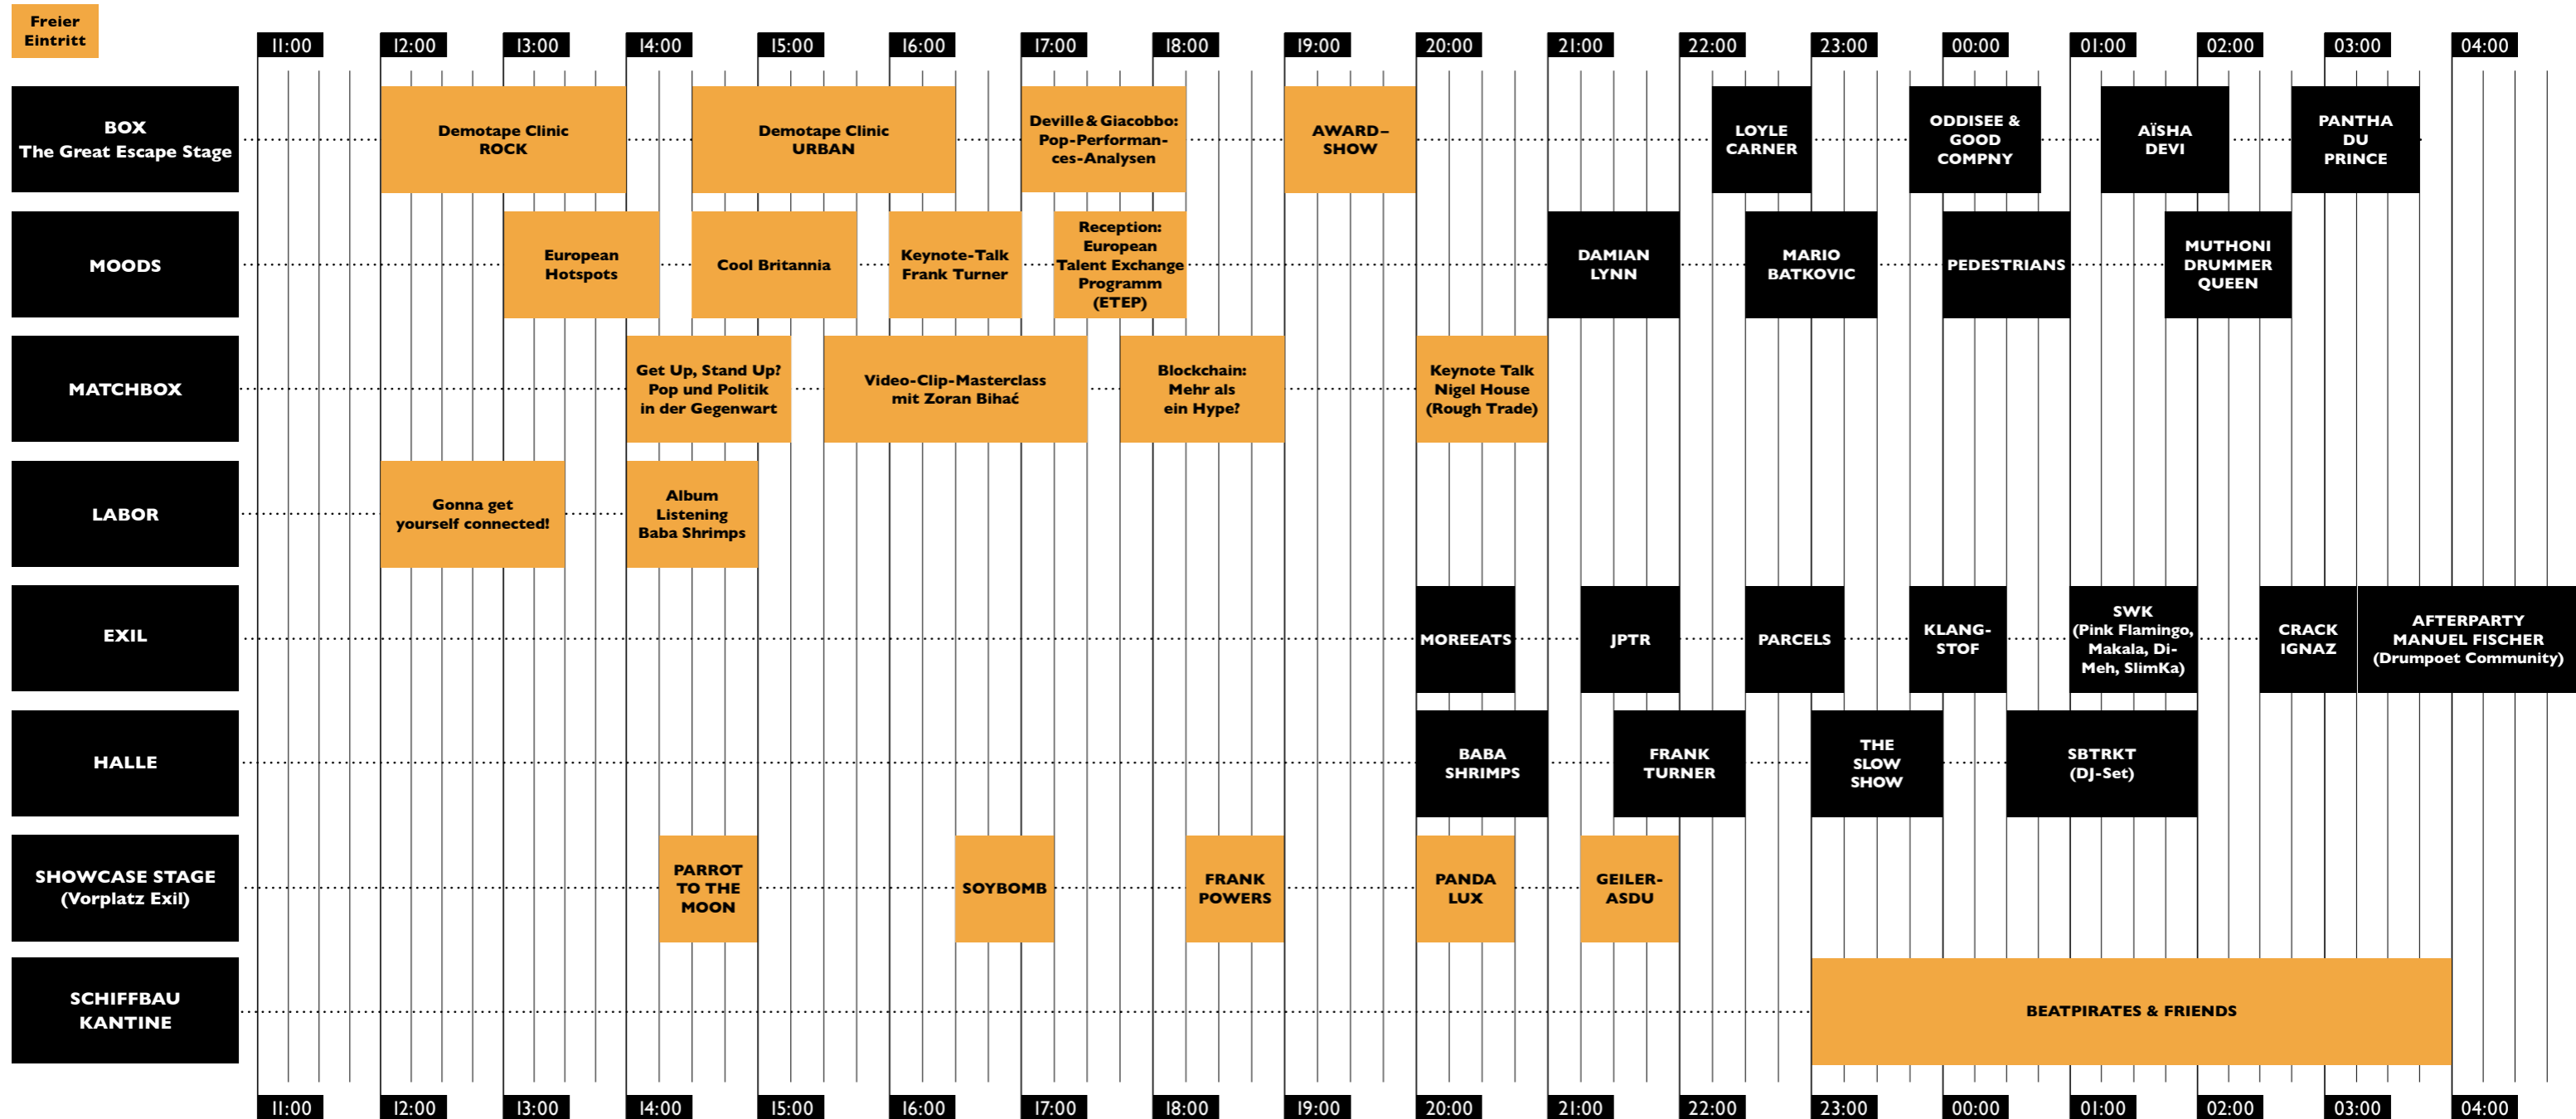 Freier
Eintritt
11:00 12:00 13:00 14:00 15:00 16:00 17:00 18:00 19:00 20:00 21:00 22:00 23:00 00:00 01:00 02:00 03:00 04:00
BOX
The Great Escape Stage
Demotape Clinic
ROCK
Demotape Clinic
URBAN
Deville & Giacobbo:
Pop-Performan-
ces-Analysen
AWARD–
SHOW
LOYLE
CARNER
ODDISEE &
GOOD
COMPNY
AÏSHA
DEVI
PANTHA
DU
PRINCE
MOODS
European
Hotspots
Cool Britannia
Keynote-Talk
Frank Turner
Reception:
European
Talent Exchange
Programm
(ETEP)
DAMIAN
LYNN
MARIO
BATKOVIC
PEDESTRIANS
MUTHONI
DRUMMER
QUEEN
MATCHBOX
Get Up, Stand Up?
Pop und Politik
in der Gegenwart
Video-Clip-Masterclass
mit Zoran Bihać
Blockchain:
Mehr als
ein Hype?
Keynote Talk
Nigel House
(Rough Trade)
LABOR
Gonna get
yourself connected!
Album
Listening
Baba Shrimps
EXIL
MOREEATS
JPTR
PARCELS
KLANG-
STOF
SWK
(Pink Flamingo,
Makala, Di-
Meh, SlimKa)
CRACK
IGNAZ
AFTERPARTY
MANUEL FISCHER
(Drumpoet Community)
HALLE
BABA
SHRIMPS
FRANK
TURNER
THE
SLOW
SHOW
SBTRKT
(DJ-Set)
SHOWCASE STAGE
(Vorplatz Exil)
PARROT
TO THE
MOON
SOYBOMB
FRANK
POWERS
PANDA
LUX
GEILER-
ASDU
SCHIFFBAU
KANTINE
BEATPIRATES & FRIENDS
11:00 12:00 13:00 14:00 15:00 16:00 17:00 18:00 19:00 20:00 21:00 22:00 23:00 00:00 01:00 02:00 03:00 04:00